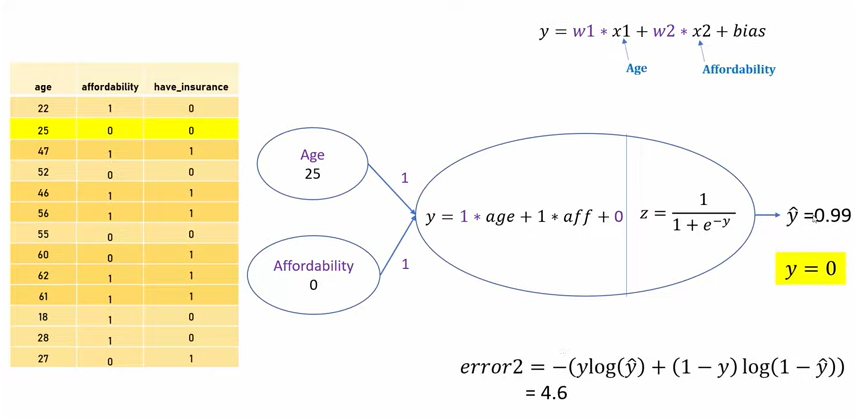 y = w1 * x1 + w2 * x2 + bias
Age
Affordability
age affordability have_insurance
22 1 0
25 0 0
47 1 1
52 0 0
46 1 1
56 1 1
55 0 0
60 0 1
62 1 1
61 1 1
18 1 0
28 1 0
27 0 1
Age
25
1
Affordability
0
1
y = 1 * age + 1 * aff + 0
z = 1 / (1 + e^{-y})
ŷ =0.99
y = 0
error2 = −(ylog(ŷ) + (1 − y) log(1 − ŷ))
= 4.6